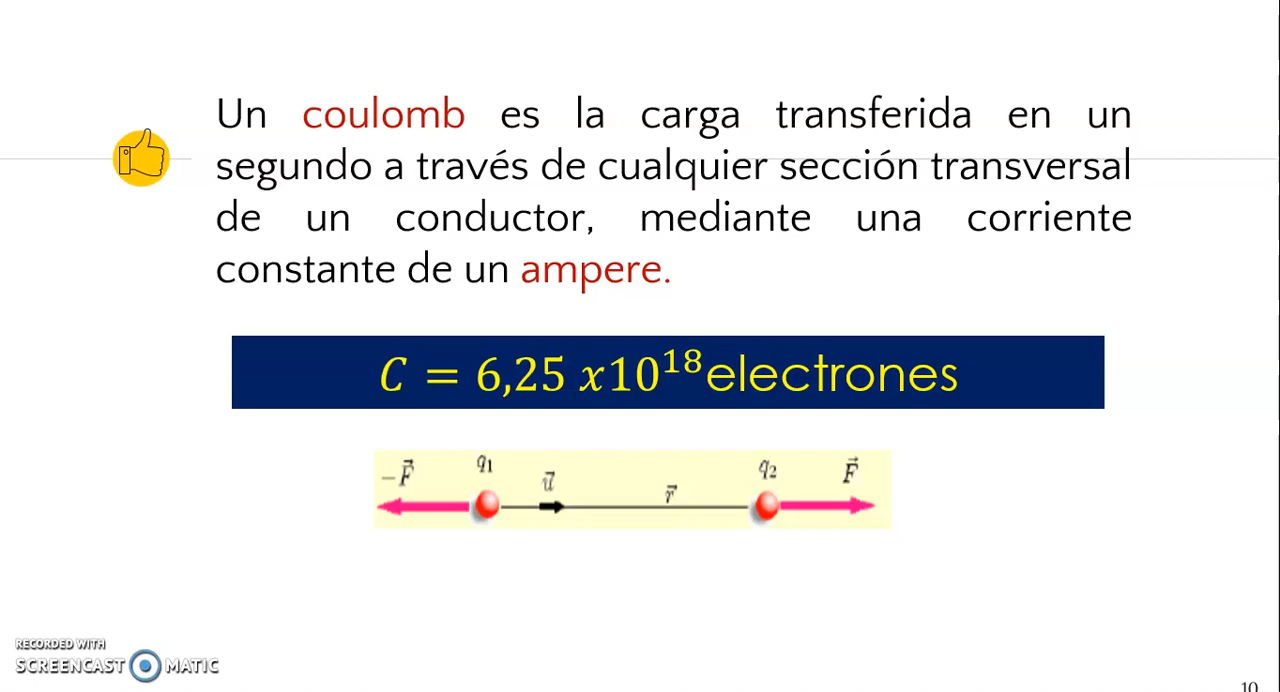 Un coulomb es la carga transferida en un
segundo a través de cualquier sección transversal
de un conductor, mediante una corriente
constante de un ampere.
C = 6,25 x10¹⁸electrones
−F⃗ q₁ u⃗ r⃗ q₂ F⃗
RECORDED WITH
SCREENCAST MATIC
10